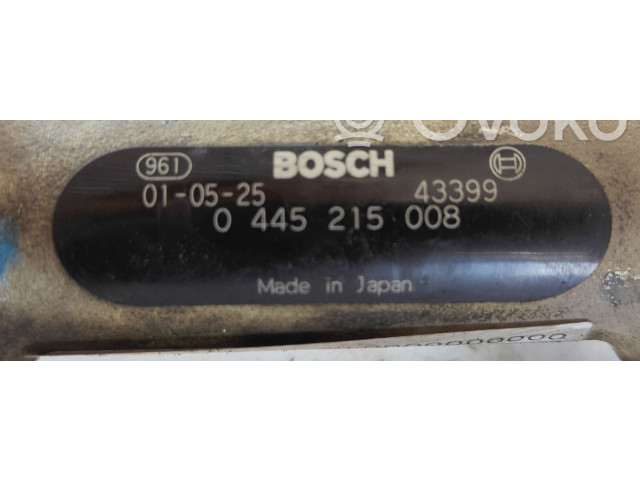 Ovoko
961 BOSCH
01-05-25 43399
0 445 215 008
Made in Japan